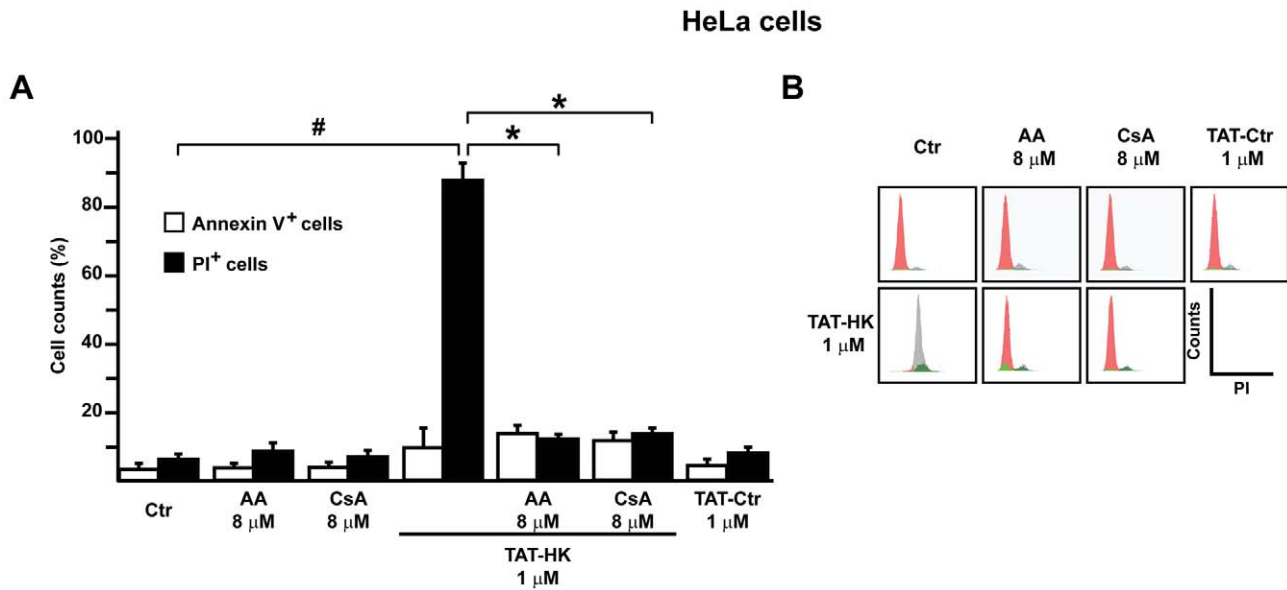 HeLa cells
A
#
*
*
100
80
60
40
20
Cell counts (%)
Annexin V⁺ cells
PI⁺ cells
Ctr
AA
8 μM
CsA
8 μM
AA
8 μM
CsA
8 μM
TAT-Ctr
1 μM
TAT-HK
1 μM
B
Ctr
AA
8 μM
CsA
8 μM
TAT-Ctr
1 μM
TAT-HK
1 μM
Counts
PI